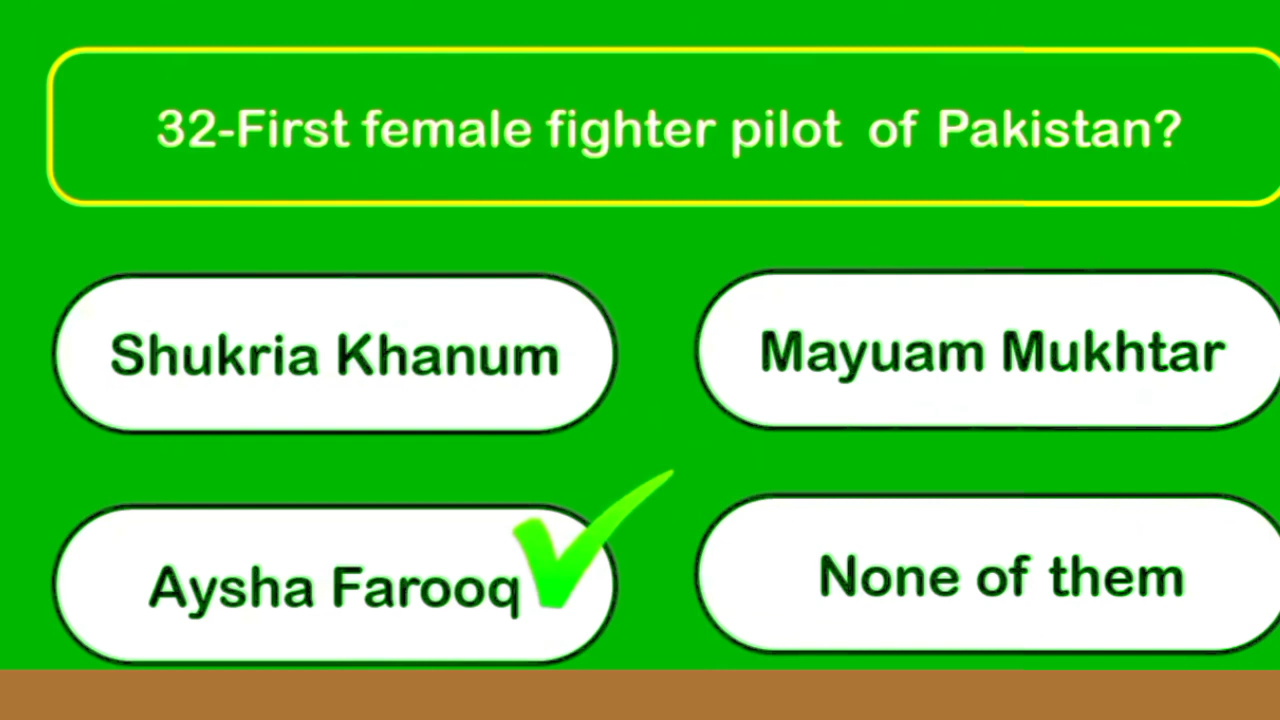 32-First female fighter pilot of Pakistan?
Shukria Khanum
Mayuam Mukhtar
Aysha Farooq
None of them